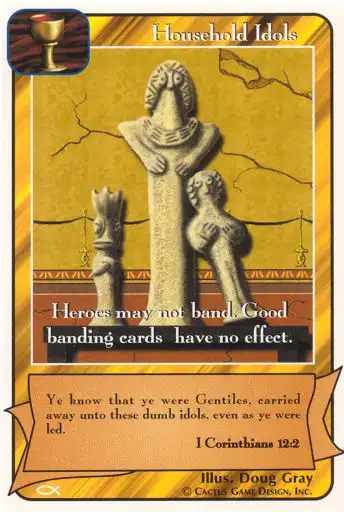 Household Idols
Heroes may not band. Good
banding cards have no effect.
Ye know that ye were Gentiles, carried
away unto these dumb idols, even as ye were
led.
I Corinthians 12:2
Illus. Doug Gray
© Cactus Game Design, Inc.